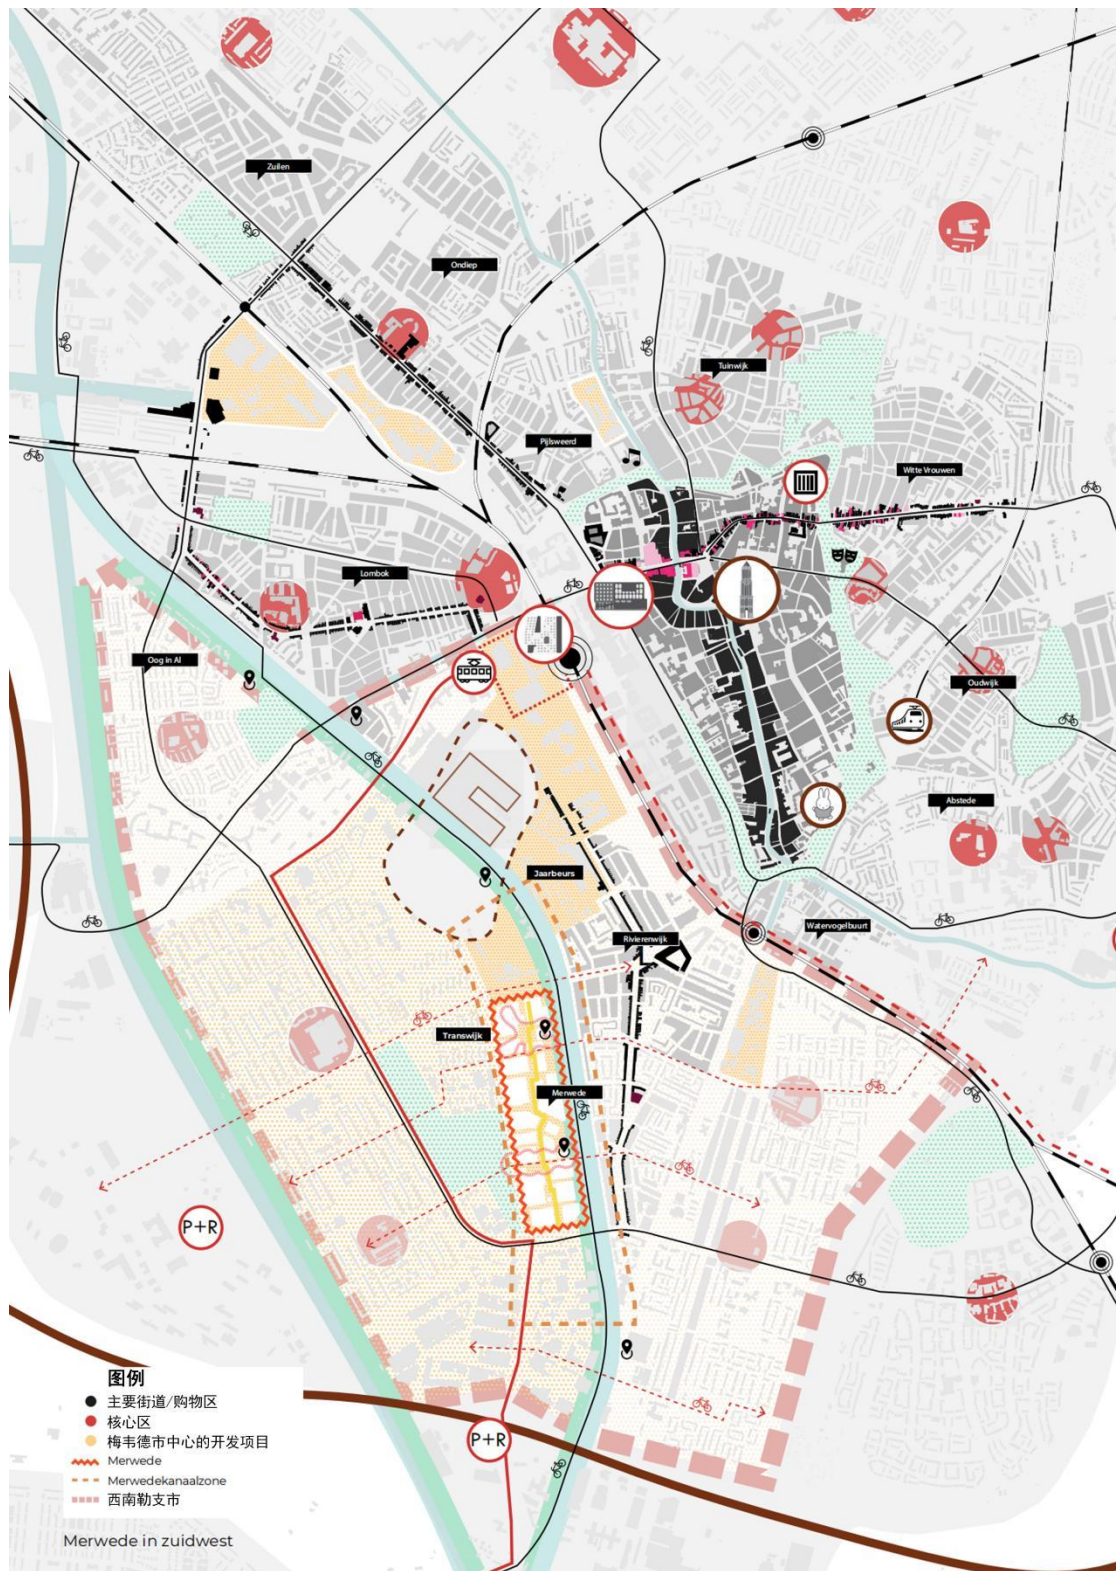 Zuilen
Ondiep
Tuinwijk
Pijlsweerd
Witte Vrouwen
Lombok
Oog in Al
Oudwijk
Abstede
Jaarbeurs
Watervogelbuurt
Rivierenwijk
Transwijk
Merwede
P+R
P+R
图例
主要街道/购物区
核心区
梅韦德市中心的开发项目
Merwede
Merwedekanaalzone
西南勒支市
Merwede in zuidwest